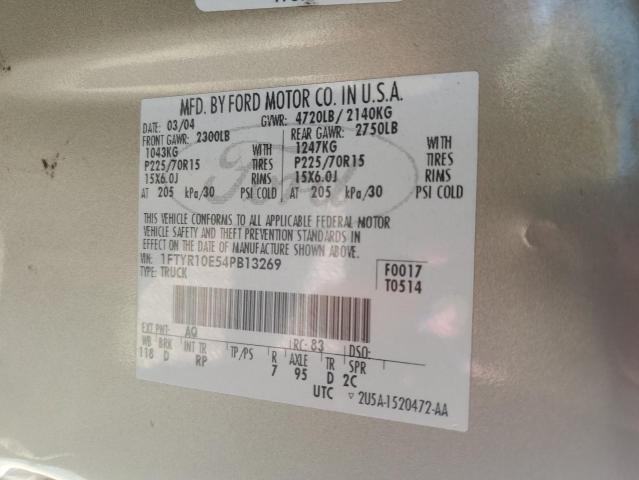 MFD. BY FORD MOTOR CO. IN U.S.A.
DATE: 03/04 GVWR: 4720LB/ 2140KG
FRONT GAWR: 2300LB REAR GAWR: 2750LB
1043KG WITH 1247KG WITH
P225/70R15 TIRES P225/70R15 TIRES
15X6.0J RIMS 15X6.0J RIMS
AT 205 kPa/30 PSI COLD AT 205 kPa/30 PSI COLD
Ford
THIS VEHICLE CONFORMS TO ALL APPLICABLE FEDERAL MOTOR
VEHICLE SAFETY AND THEFT PREVENTION STANDARDS IN
EFFECT ON THE DATE OF MANUFACTURE SHOWN ABOVE.
VIN: 1FTYR10E54PB13269
TYPE: TRUCK
F0017
T0514
EXT PNT: AQ RC: 83 DSO:
WB BRK INT TR TP/PS R AXLE TR SPR
118 D RP 7 95 D 2C
UTC ▽ 2U5A-1520472-AA